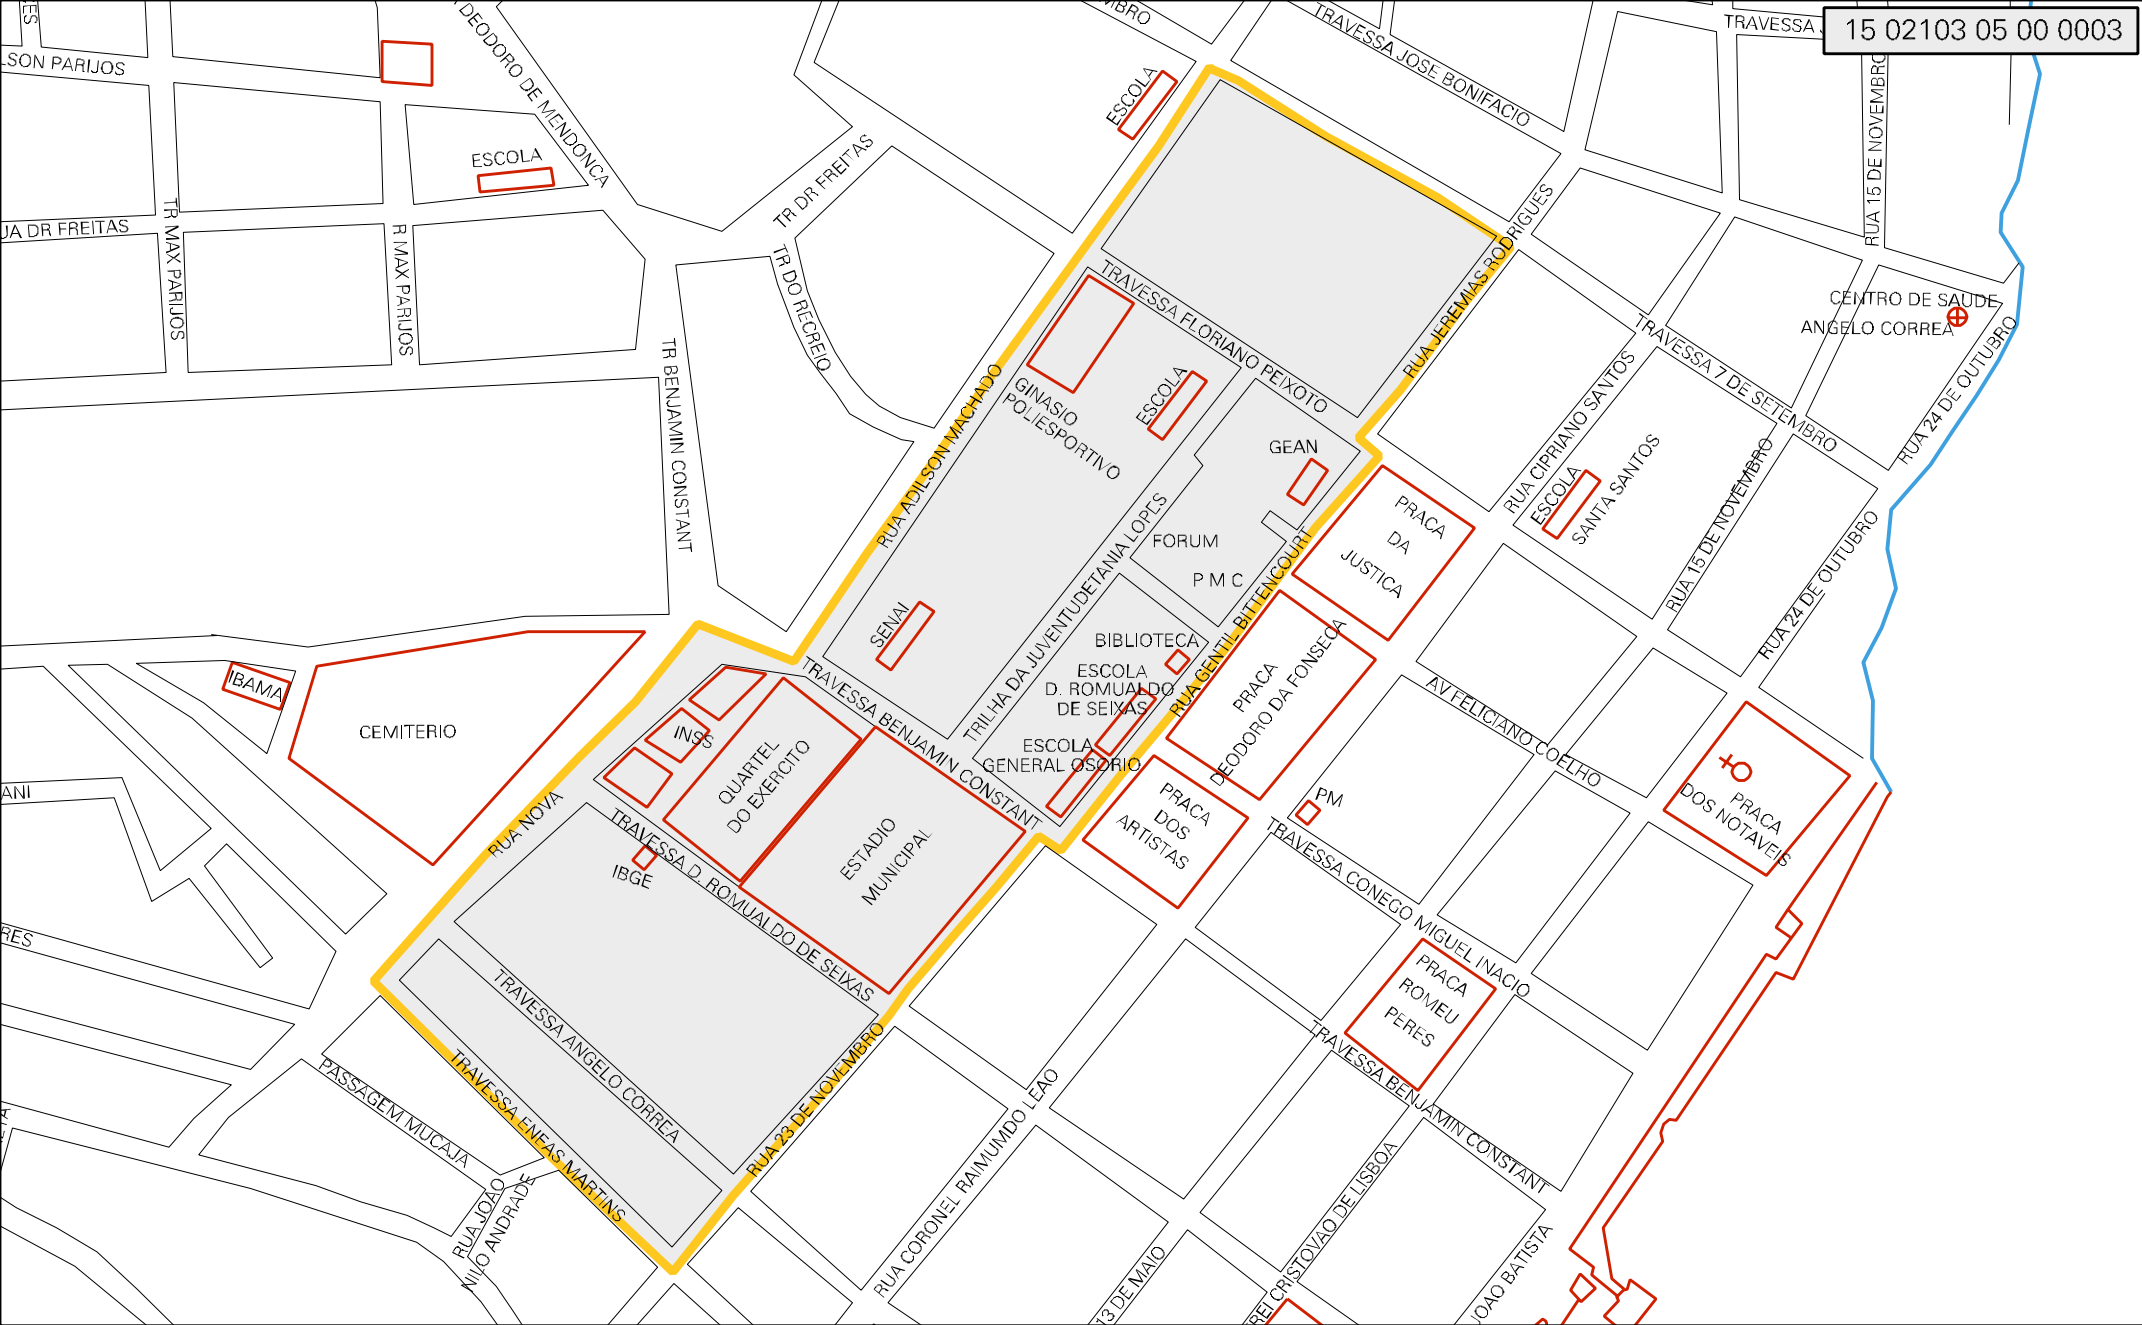 15 02103 05 00 0003
LSON PARIJOS
DEODORO DE MENDONCA
MBRO
TRAVESSA JOSE BONIFACIO
TRAVESSA J
ESCOLA
ESCOLA
TR DR FREITAS
RUA 15 DE NOVEMBRO
UA DR FREITAS
TR MAX PARIJOS
R MAX PARIJOS
TR DO RECREIO
RUA JEREMIAS RODRIGUES
TRAVESSA FLORIANO PEIXOTO
CENTRO DE SAUDE
ANGELO CORREA
TRAVESSA 7 DE SETEMBRO
RUA 24 DE OUTUBRO
TR BENJAMIN CONSTANT
RUA ADILSON MACHADO
GINASIO
POLIESPORTIVO
ESCOLA
GEAN
RUA CIPRIANO SANTOS
ESCOLA
SANTA SANTOS
RUA 15 DE NOVEMBRO
RUA 24 DE OUTUBRO
FORUM
P M C
PRACA
DA
JUSTICA
TRILHA DA JUVENTUDETANIA LOPES
RUA GENTIL BITTENCOURT
SENAI
BIBLIOTECA
ESCOLA
D. ROMUALDO
DE SEIXAS
ESCOLA
GENERAL OSORIO
PRACA
DEODORO DA FONSECA
AV FELICIANO COELHO
IBAMA
CEMITERIO
INSS
QUARTEL
DO EXERCITO
TRAVESSA BENJAMIN CONSTANT
ANI
RUA NOVA
ESTADIO
MUNICIPAL
PRACA
DOS
ARTISTAS
PM
PRACA
DOS NOTAVEIS
IBGE
TRAVESSA D. ROMUALDO DE SEIXAS
TRAVESSA CONEGO MIGUEL INACIO
RES
PRACA
ROMEU
PERES
TRAVESSA ANGELO CORREA
TRAVESSA ENEAS MARTINS
RUA 23 DE NOVEMBRO
TRAVESSA BENJAMIN CONSTANT
PASSAGEM MUCAJA
RUA JOAO
NILO ANDRADE
RUA CORONEL RAIMUMDO LEAO
13 DE MAIO
REI CRISTOVAO DE LISBOA
JOAO BATISTA